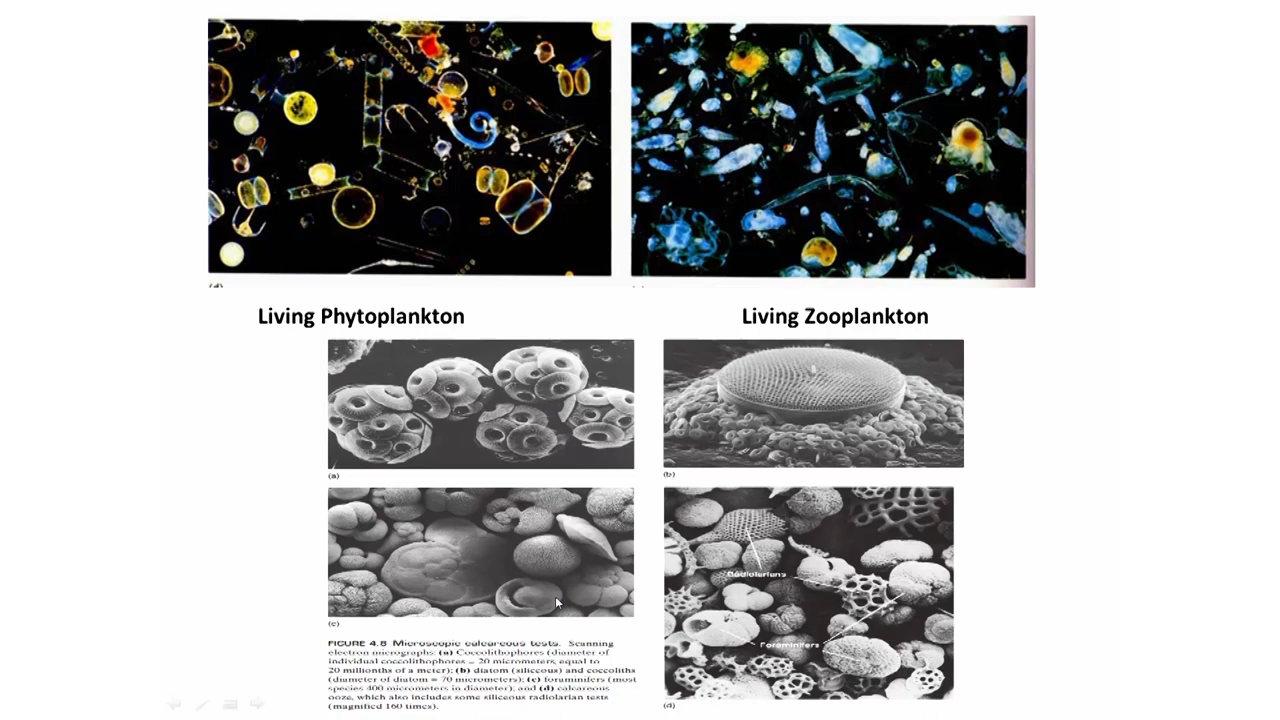 (d)
Living Phytoplankton
Living Zooplankton
(a)
(b)
(c)
Radiolarians
Foraminifers
(d)
FIGURE 4.8 Microscopic calcareous tests. Scanning
electron micrographs: (a) Coccolithophores (diameter of
individual coccolithophores = 20 micrometers, equal to
20 millionths of a meter); (b) diatom (siliceous) and coccoliths
(diameter of diatom = 70 micrometers); (c) foraminifers (most
species 400 micrometers in diameter); and (d) calcareous
ooze, which also includes some siliceous radiolarian tests
(magnified 160 times).